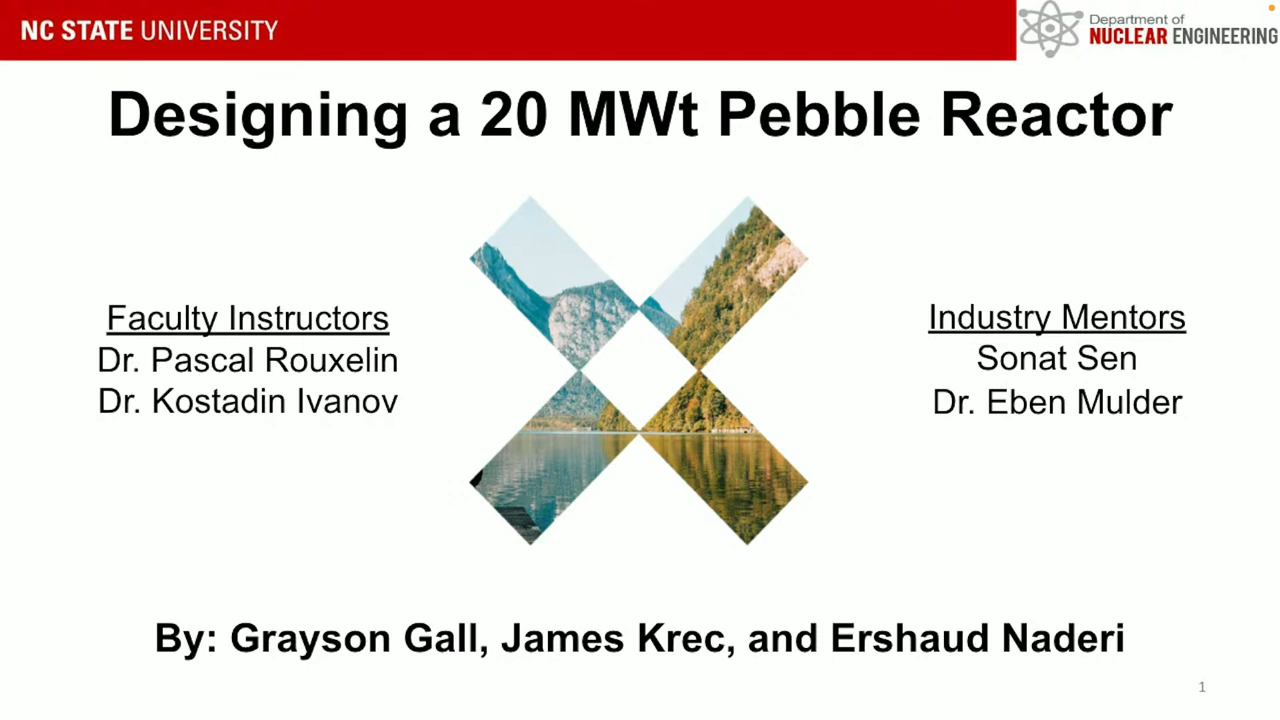 NC STATE UNIVERSITY
Department of
NUCLEAR ENGINEERING
Designing a 20 MWt Pebble Reactor
Faculty Instructors
Dr. Pascal Rouxelin
Dr. Kostadin Ivanov
Industry Mentors
Sonat Sen
Dr. Eben Mulder
By: Grayson Gall, James Krec, and Ershaud Naderi
1